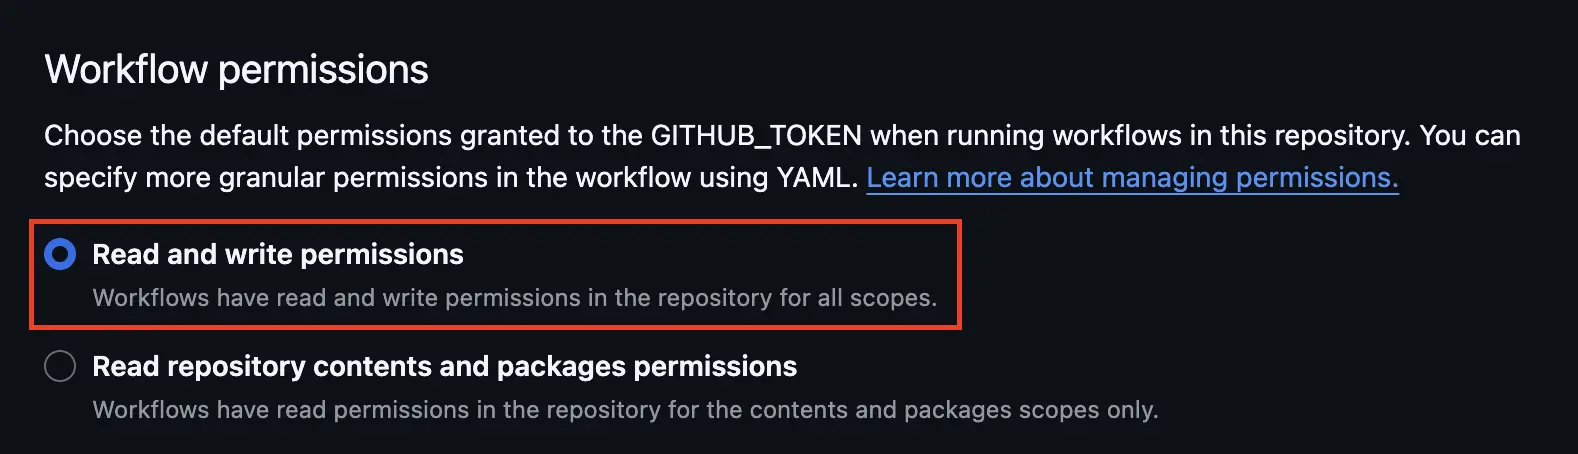 Workflow permissions
Choose the default permissions granted to the GITHUB_TOKEN when running workflows in this repository. You can
specify more granular permissions in the workflow using YAML. Learn more about managing permissions.
Read and write permissions
Workflows have read and write permissions in the repository for all scopes.
Read repository contents and packages permissions
Workflows have read permissions in the repository for the contents and packages scopes only.